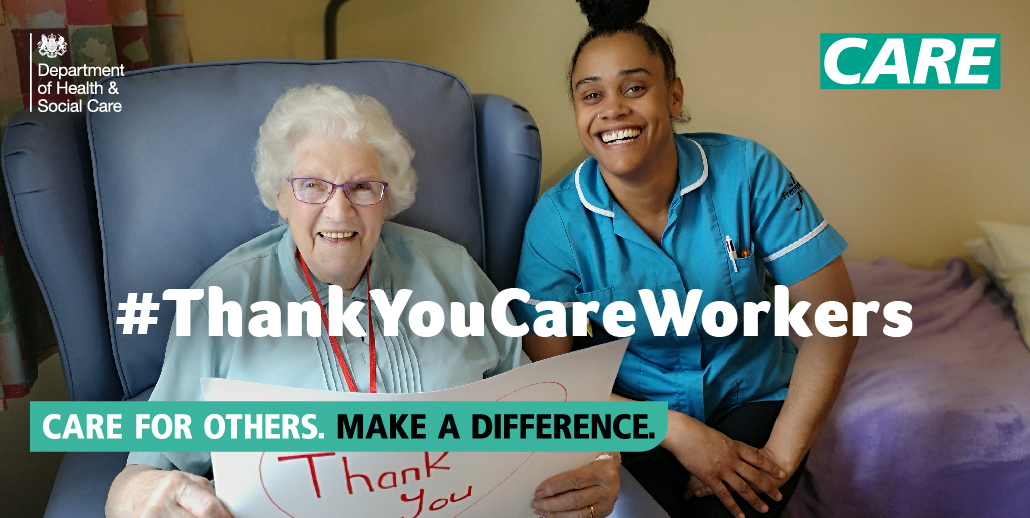 Department
of Health &
Social Care
CARE
#ThankYouCareWorkers
CARE FOR OTHERS. MAKE A DIFFERENCE.
Thank
you